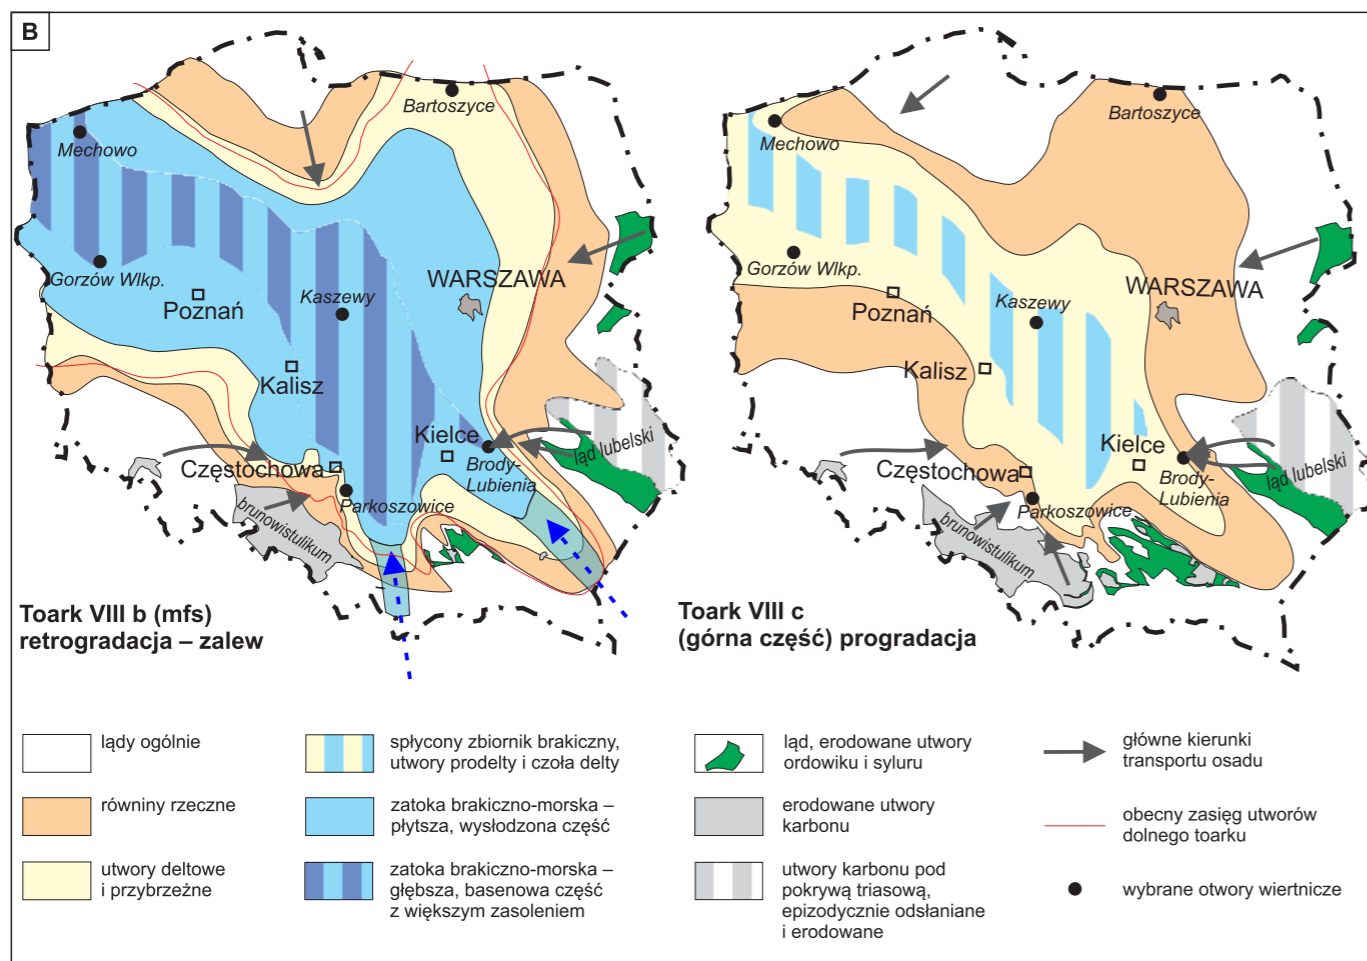 B
Bartoszyce
Mechowo
Gorzów Wlkp.
Poznań
Kaszewy
WARSZAWA
Kalisz
Kielce
ląd lubelski
Częstochowa
Brody-
Lubienia
Parkoszowice
brunowistulikum
Toark VIII b (mfs)
retrogradacja – zalew
Bartoszyce
Mechowo
Gorzów Wlkp.
Poznań
Kaszewy
WARSZAWA
Kalisz
Kielce
ląd lubelski
Częstochowa
Brody-
Lubienia
Parkoszowice
brunowistulikum
Toark VIII c
(górna część) progradacja
lądy ogólnie
równiny rzeczne
utwory deltowe
i przybrzeżne
spłycony zbiornik brakiczny,
utwory prodelty i czoła delty
zatoka brakiczno-morska –
płytsza, wysłodzona część
zatoka brakiczno-morska –
głębsza, basenowa część
z większym zasoleniem
ląd, erodowane utwory
ordowiku i syluru
erodowane utwory
karbonu
utwory karbonu pod
pokrywą triasową,
epizodycznie odsłaniane
i erodowane
główne kierunki
transportu osadu
obecny zasięg utworów
dolnego toarku
wybrane otwory wiertnicze